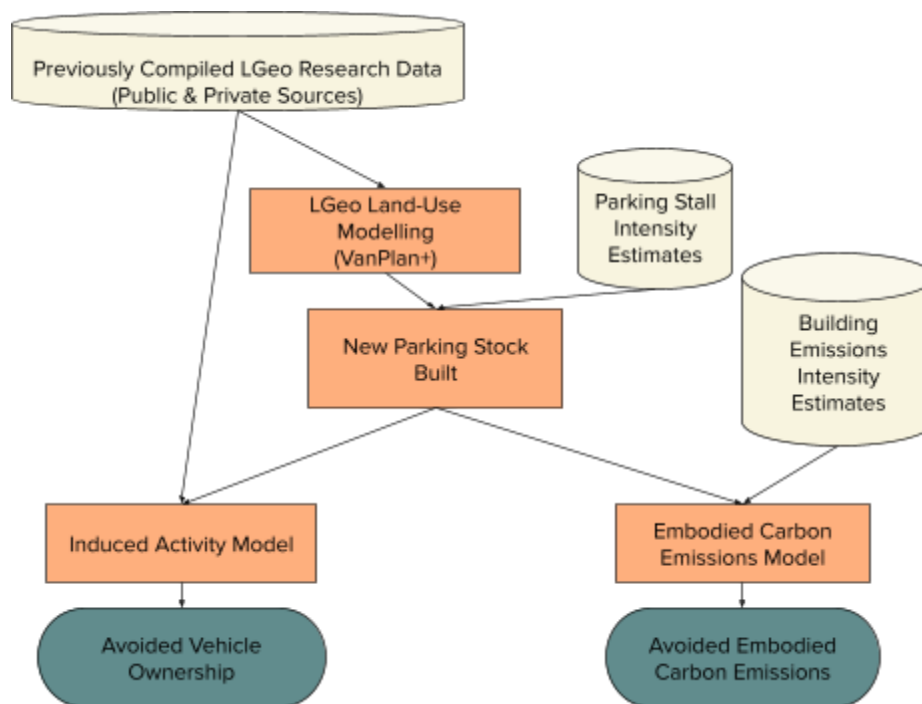 Previously Compiled LGeo Research Data
(Public & Private Sources)
LGeo Land-Use
Modelling
(VanPlan+)
Parking Stall
Intensity
Estimates
Building
Emissions
Intensity
Estimates
New Parking Stock
Built
Induced Activity Model
Embodied Carbon
Emissions Model
Avoided Vehicle
Ownership
Avoided Embodied
Carbon Emissions